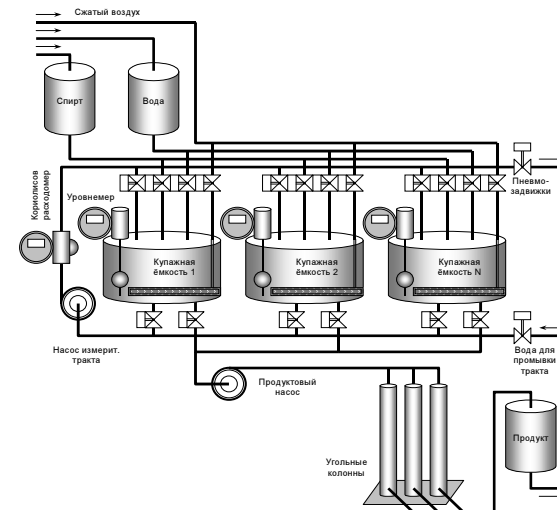 Сжатый воздух
Спирт
Вода
Кориолисов
расходомер
Уровнемер
Пневмо-
задвижки
Купажная
ёмкость 1
Купажная
ёмкость 2
Купажная
ёмкость N
Насос измерит.
тракта
Продуктовый
насос
Вода для
промывки
тракта
Угольные
колонны
Продукт